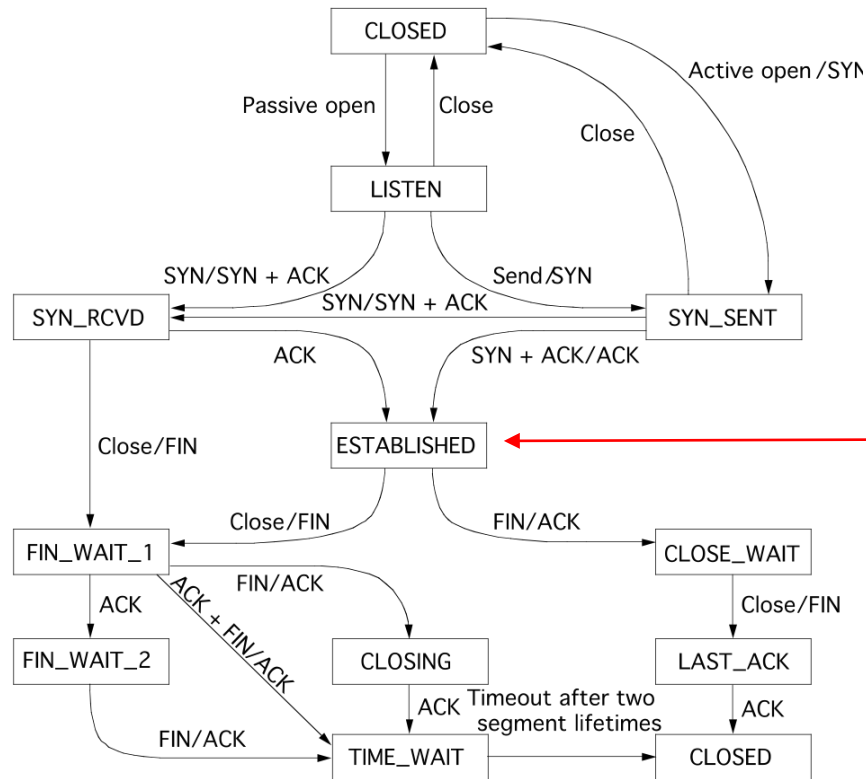 CLOSED
Active open /SYN
Passive open
Close
Close
LISTEN
SYN/SYN + ACK
Send/SYN
SYN/SYN + ACK
SYN_RCVD
SYN_SENT
ACK
SYN + ACK/ACK
Close/FIN
ESTABLISHED
Close/FIN
FIN/ACK
FIN_WAIT_1
CLOSE_WAIT
FIN/ACK
ACK
ACK + FIN/ACK
Close/FIN
FIN_WAIT_2
CLOSING
LAST_ACK
ACK
Timeout after two
segment lifetimes
ACK
FIN/ACK
TIME_WAIT
CLOSED